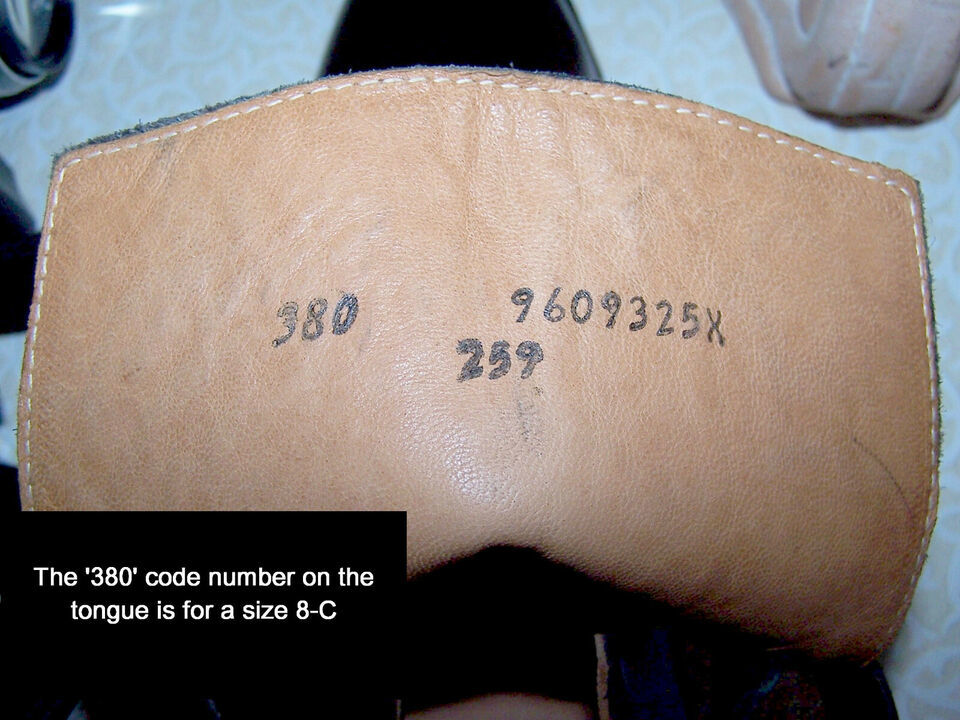 380 9609325X
259
The '380' code number on the
tongue is for a size 8-C